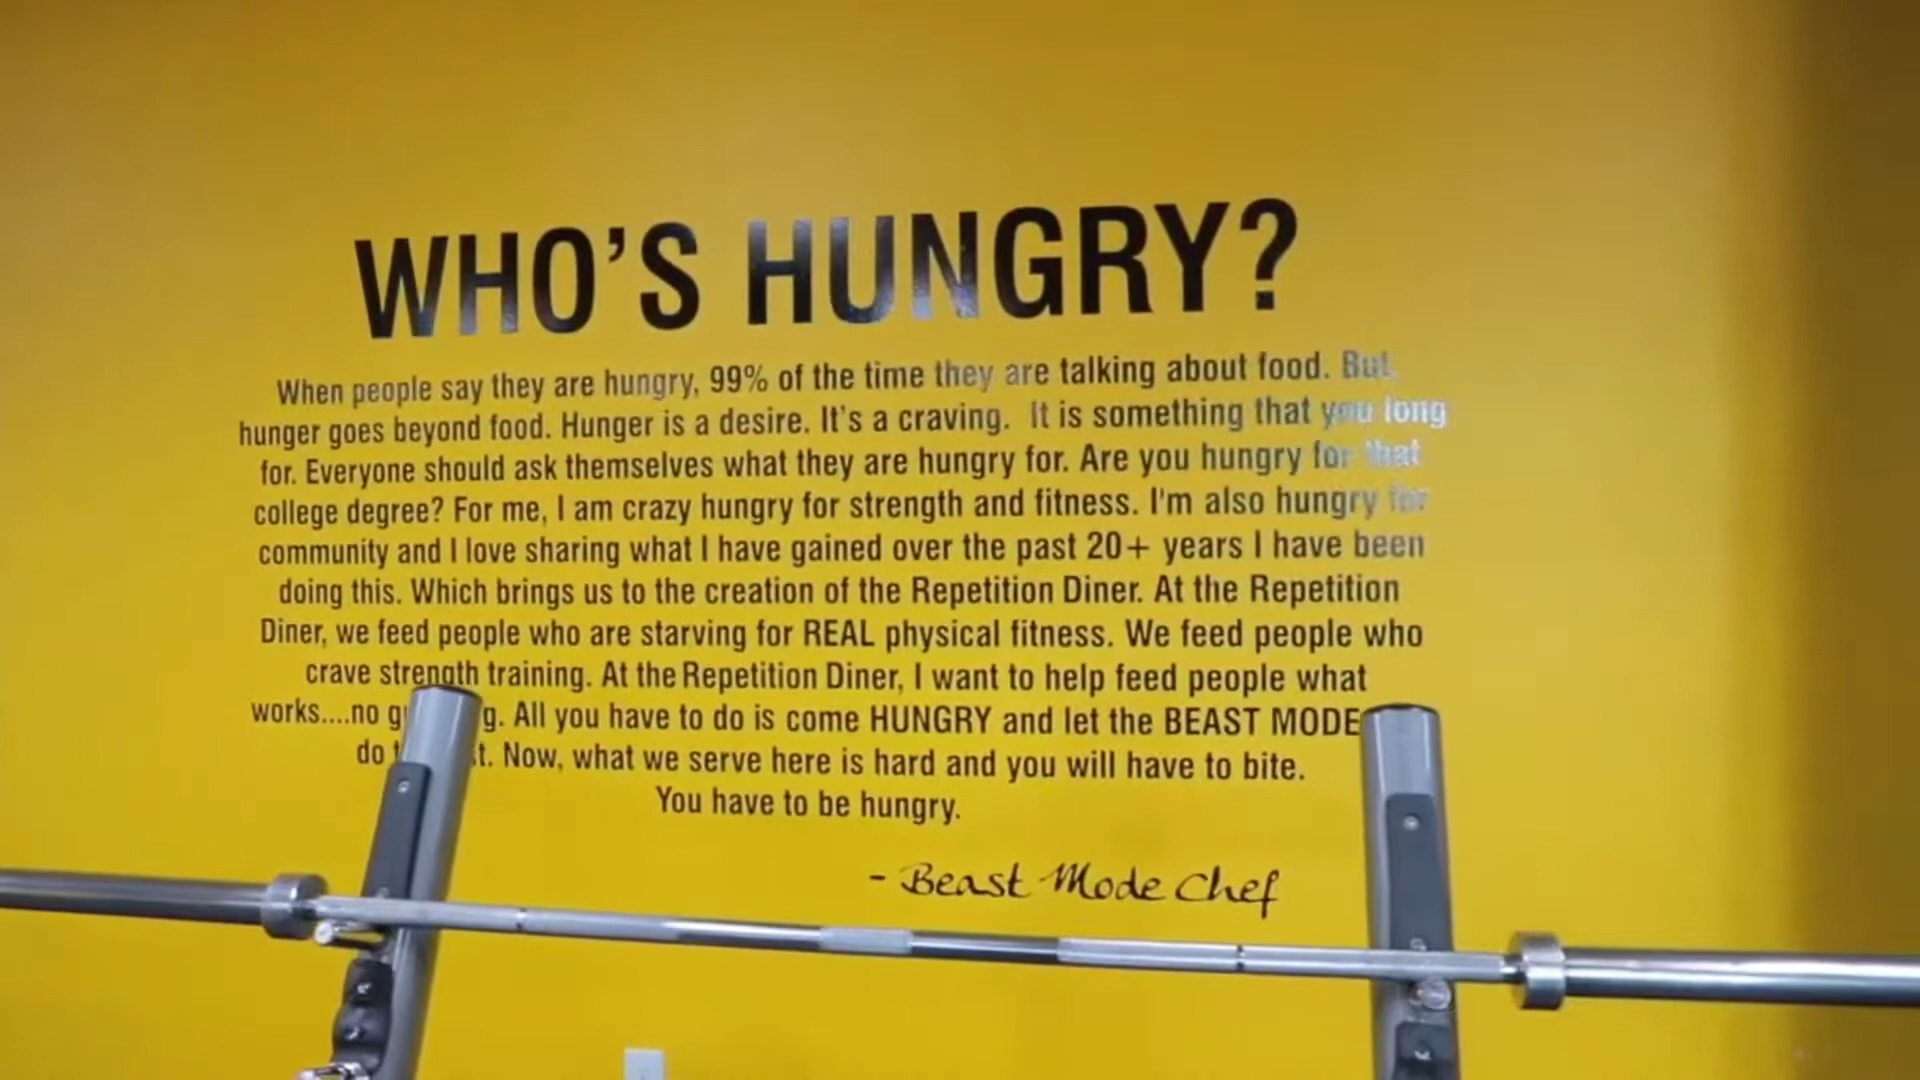 WHO'S HUNGRY?
When people say they are hungry, 99% of the time they are talking about food. But,
hunger goes beyond food. Hunger is a desire. It's a craving. It is something that you long
for. Everyone should ask themselves what they are hungry for. Are you hungry for that
college degree? For me, I am crazy hungry for strength and fitness. I'm also hungry for
community and I love sharing what I have gained over the past 20+ years I have been
doing this. Which brings us to the creation of the Repetition Diner. At the Repetition
Diner, we feed people who are starving for REAL physical fitness. We feed people who
crave strength training. At the Repetition Diner, I want to help feed people what
works....no All you have to do is come HUNGRY and let the BEAST MODE
do Now, what we serve here is hard and you will have to bite.
You have to be hungry.
- Beast Mode Chef